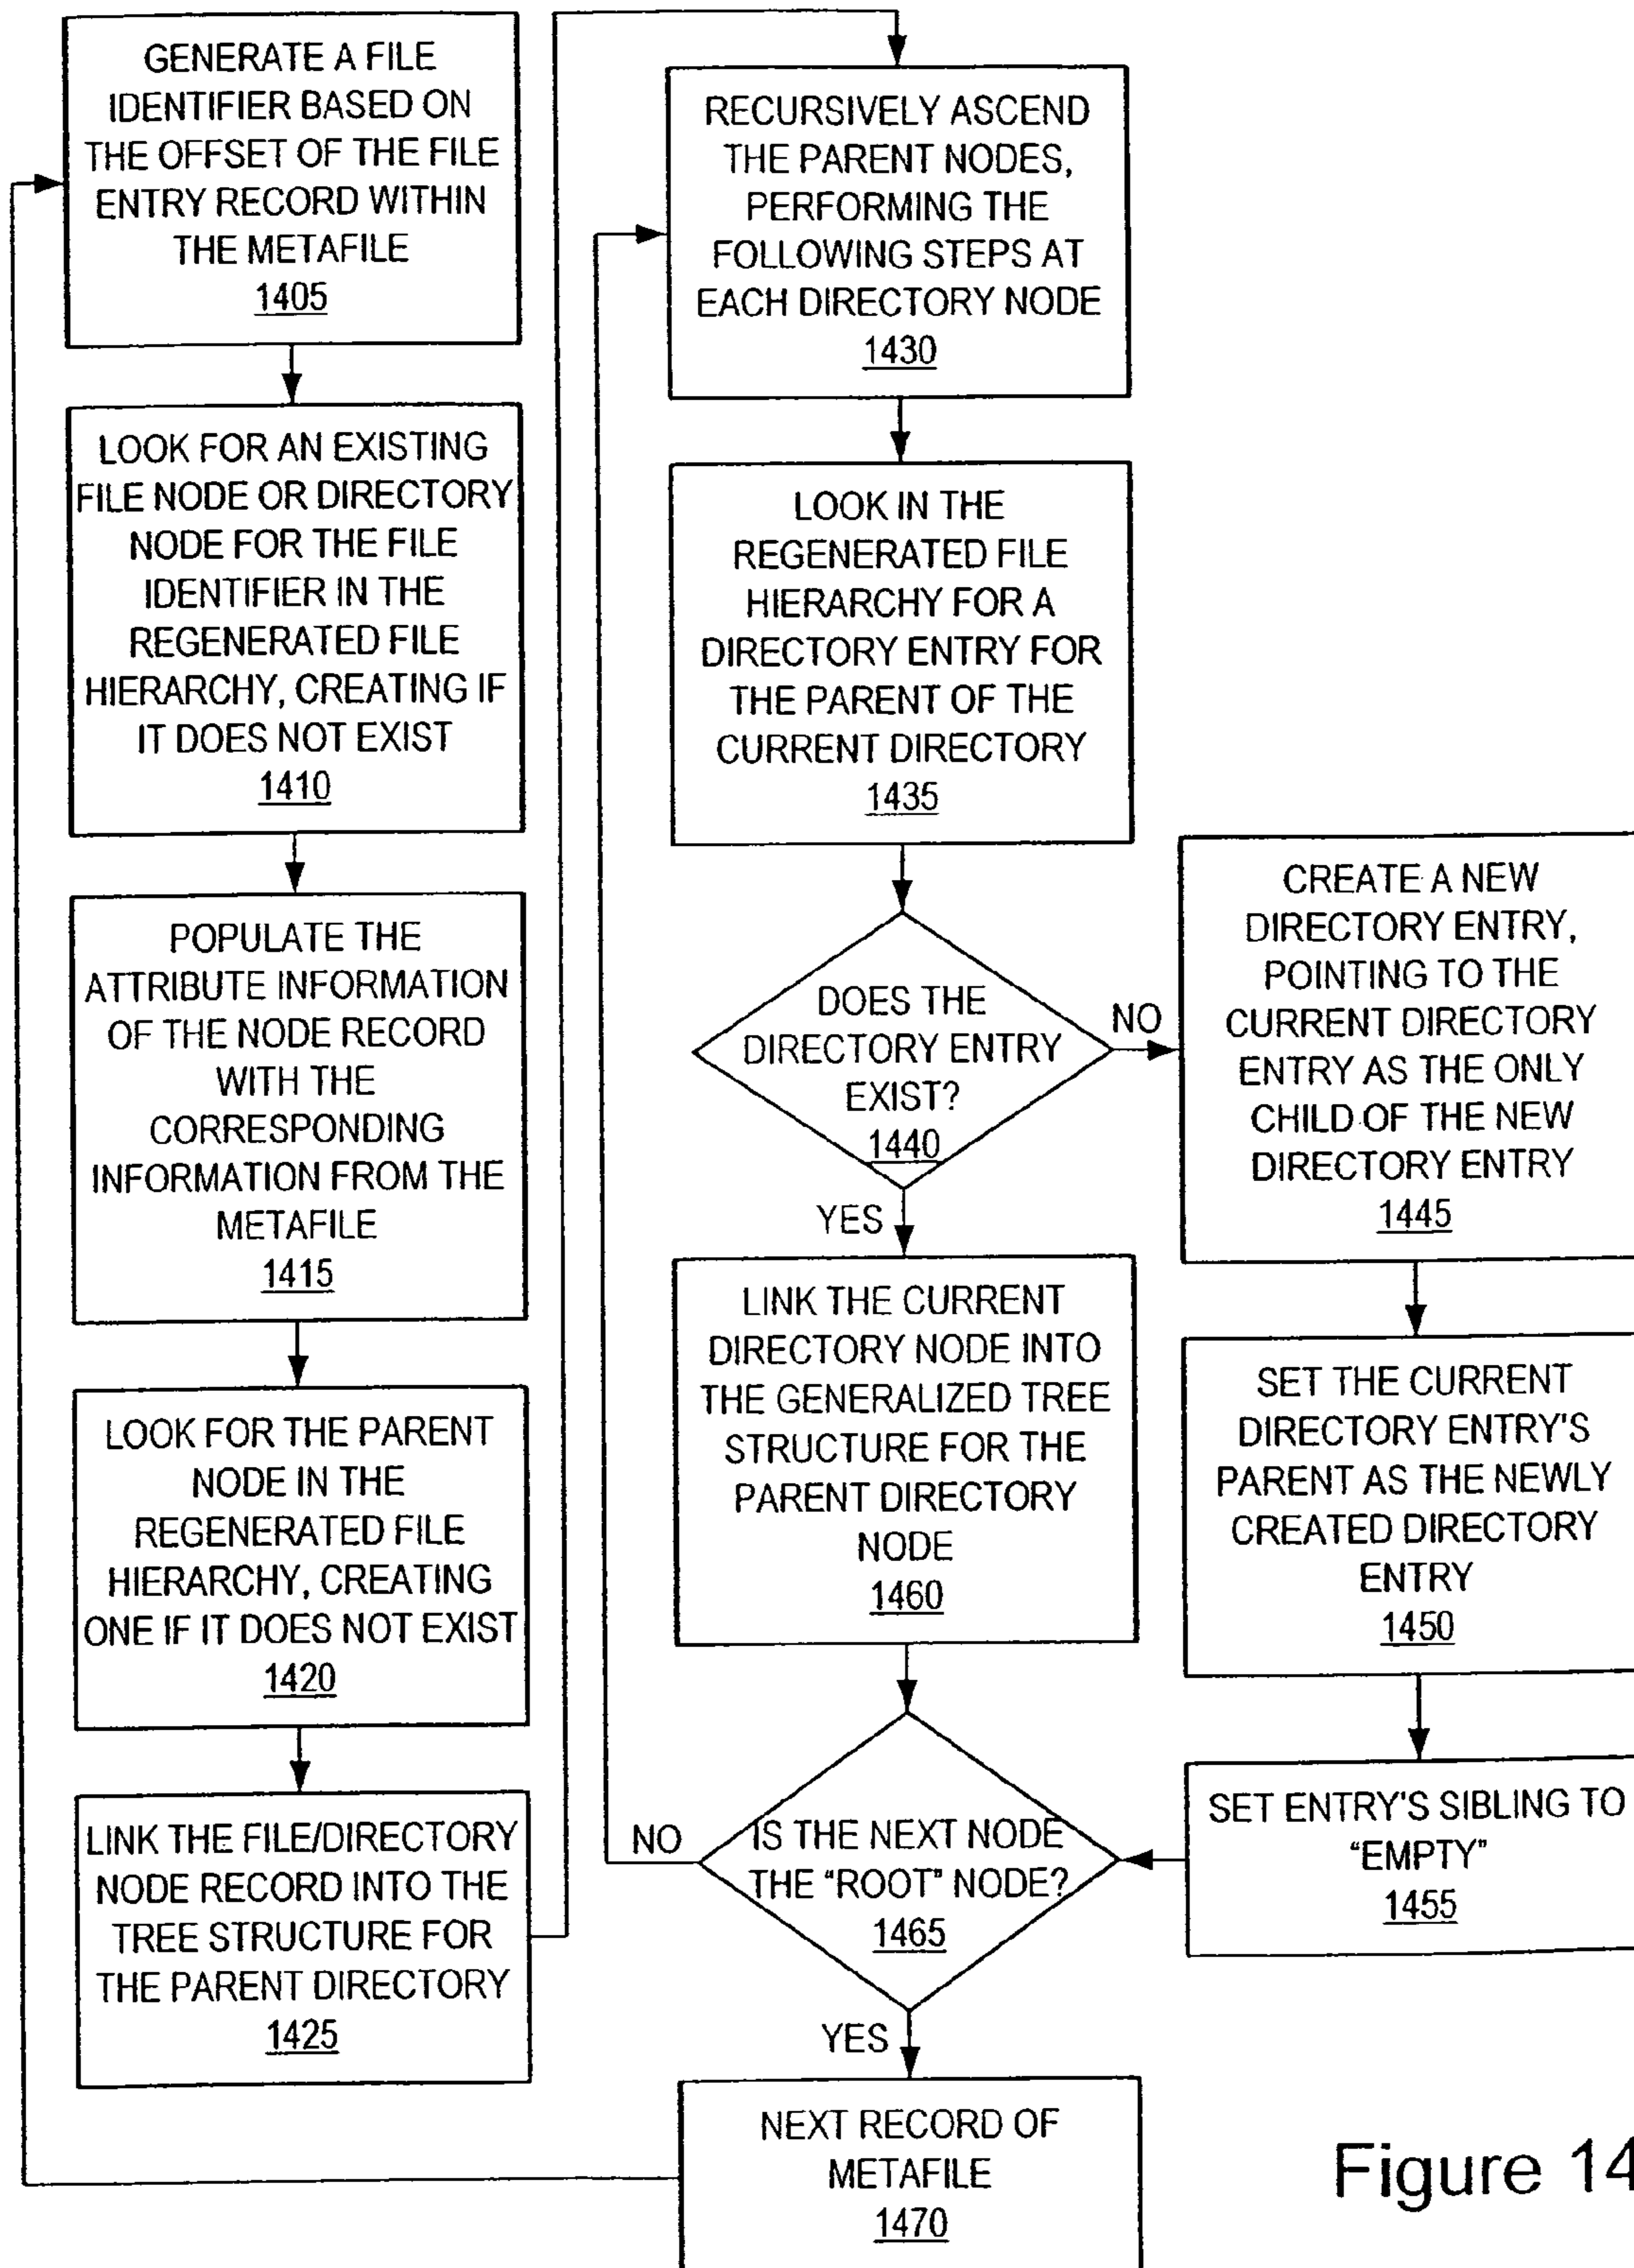 GENERATE A FILE
IDENTIFIER BASED ON
THE OFFSET OF THE FILE
ENTRY RECORD WITHIN
THE METAFILE
1405
LOOK FOR AN EXISTING
FILE NODE OR DIRECTORY
NODE FOR THE FILE
IDENTIFIER IN THE
REGENERATED FILE
HIERARCHY, CREATING IF
IT DOES NOT EXIST
1410
POPULATE THE
ATTRIBUTE INFORMATION
OF THE NODE RECORD
WITH THE
CORRESPONDING
INFORMATION FROM THE
METAFILE
1415
LOOK FOR THE PARENT
NODE IN THE
REGENERATED FILE
HIERARCHY, CREATING
ONE IF IT DOES NOT EXIST
1420
LINK THE FILE/DIRECTORY
NODE RECORD INTO THE
TREE STRUCTURE FOR
THE PARENT DIRECTORY
1425
RECURSIVELY ASCEND
THE PARENT NODES,
PERFORMING THE
FOLLOWING STEPS AT
EACH DIRECTORY NODE
1430
LOOK IN THE
REGENERATED FILE
HIERARCHY FOR A
DIRECTORY ENTRY FOR
THE PARENT OF THE
CURRENT DIRECTORY
1435
DOES THE
DIRECTORY ENTRY
EXIST?
1440
NO
YES
CREATE A NEW
DIRECTORY ENTRY,
POINTING TO THE
CURRENT DIRECTORY
ENTRY AS THE ONLY
CHILD OF THE NEW
DIRECTORY ENTRY
1445
SET THE CURRENT
DIRECTORY ENTRY'S
PARENT AS THE NEWLY
CREATED DIRECTORY
ENTRY
1450
SET ENTRY'S SIBLING TO
"EMPTY"
1455
LINK THE CURRENT
DIRECTORY NODE INTO
THE GENERALIZED TREE
STRUCTURE FOR THE
PARENT DIRECTORY
NODE
1460
IS THE NEXT NODE
THE "ROOT" NODE?
1465
NO
YES
NEXT RECORD OF
METAFILE
1470
Figure 14